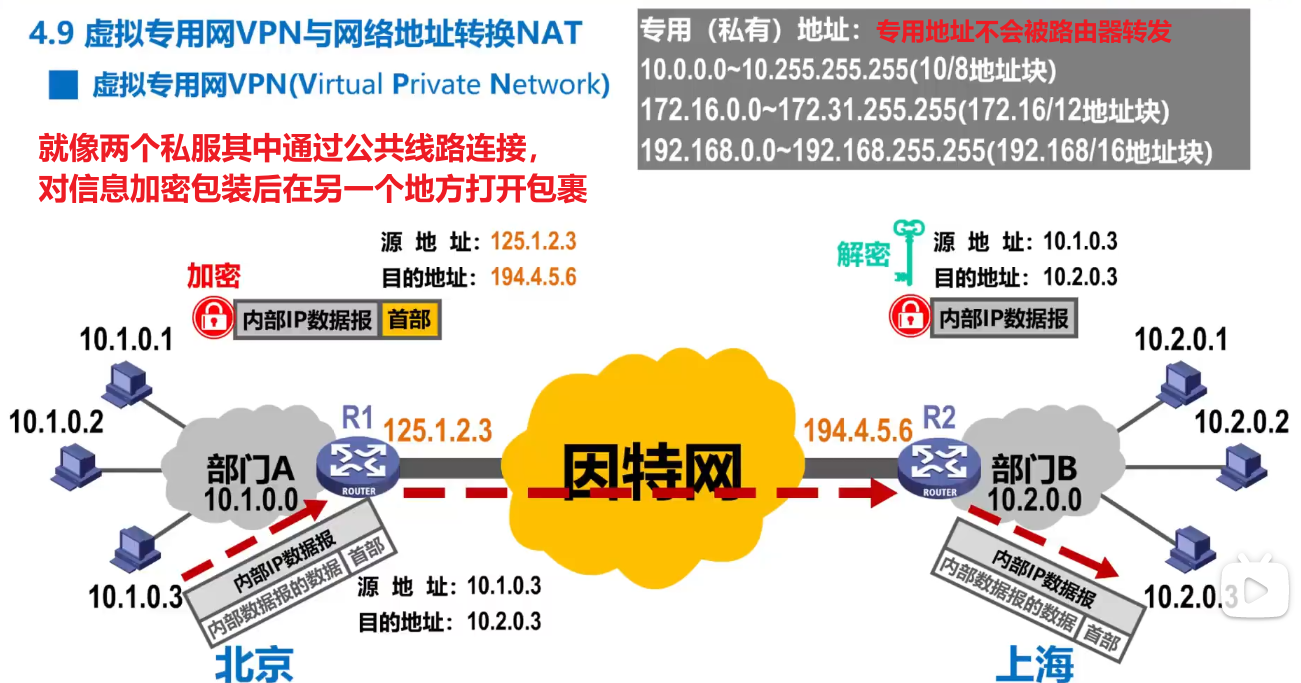 4.9 虚拟专用网VPN与网络地址转换NAT
虚拟专用网VPN(Virtual Private Network)
专用（私有）地址：专用地址不会被路由器转发
10.0.0.0~10.255.255.255(10/8地址块)
172.16.0.0~172.31.255.255(172.16/12地址块)
192.168.0.0~192.168.255.255(192.168/16地址块)
就像两个私服其中通过公共线路连接，
对信息加密包装后在另一个地方打开包裹
源 地 址：125.1.2.3
目的地址：194.4.5.6
加密
内部IP数据报 首部
解密
源 地 址：10.1.0.3
目的地址：10.2.0.3
内部IP数据报
10.1.0.1
10.1.0.2
10.1.0.3
部门A
10.1.0.0
R1
ROUTER
125.1.2.3
因特网
194.4.5.6
R2
ROUTER
部门B
10.2.0.0
10.2.0.1
10.2.0.2
10.2.0.3
内部IP数据报
内部数据报的数据 首部
源 地 址：10.1.0.3
目的地址：10.2.0.3
内部IP数据报
内部数据报的数据 首部
北京
上海